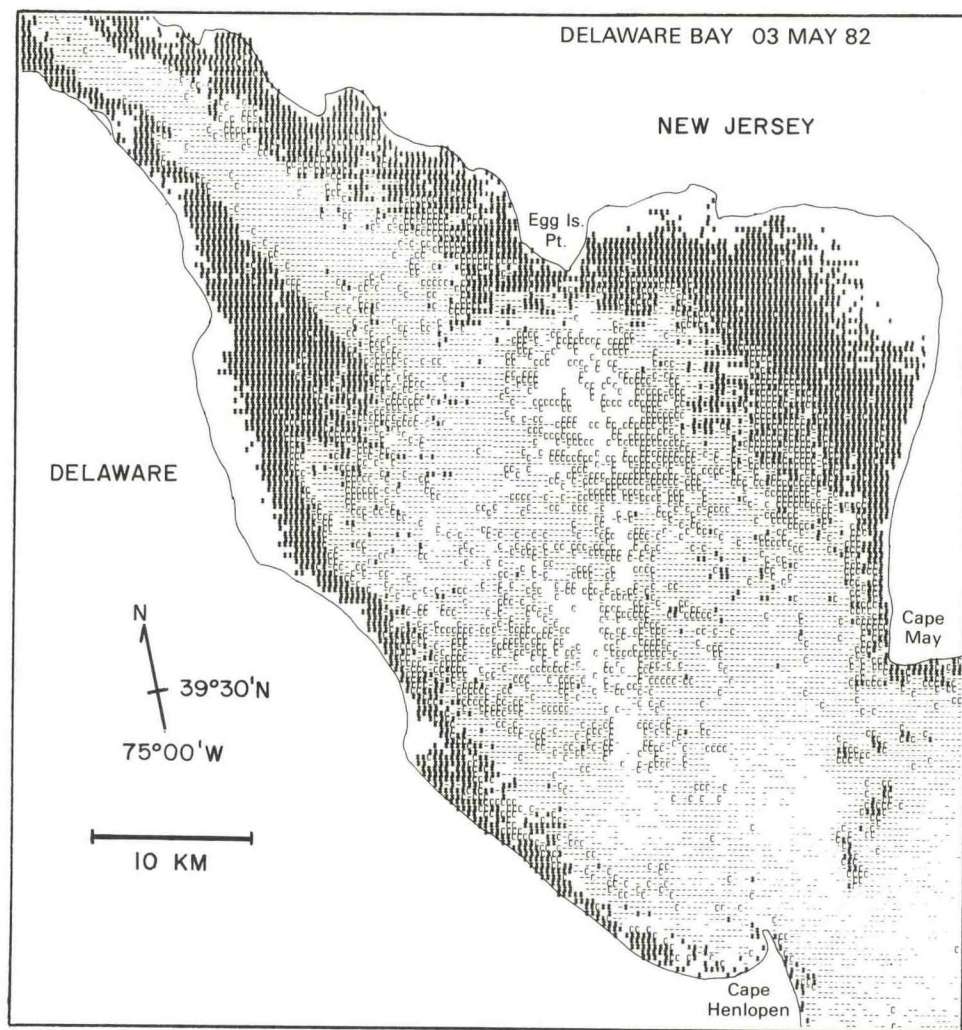 DELAWARE BAY 03 MAY 82
NEW JERSEY
Egg Is.
Pt.
DELAWARE
N
39°30'N
75°00'W
10 KM
Cape
May
Cape
Henlopen